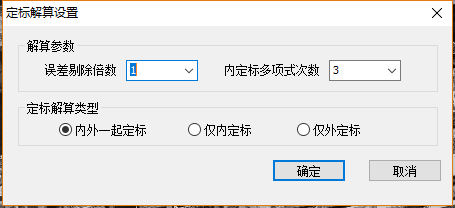 定标解算设置
解算参数
误差剔除倍数 1 内定标多项式次数 3
定标解算类型
内外一起定标 仅内定标 仅外定标
确定 取消